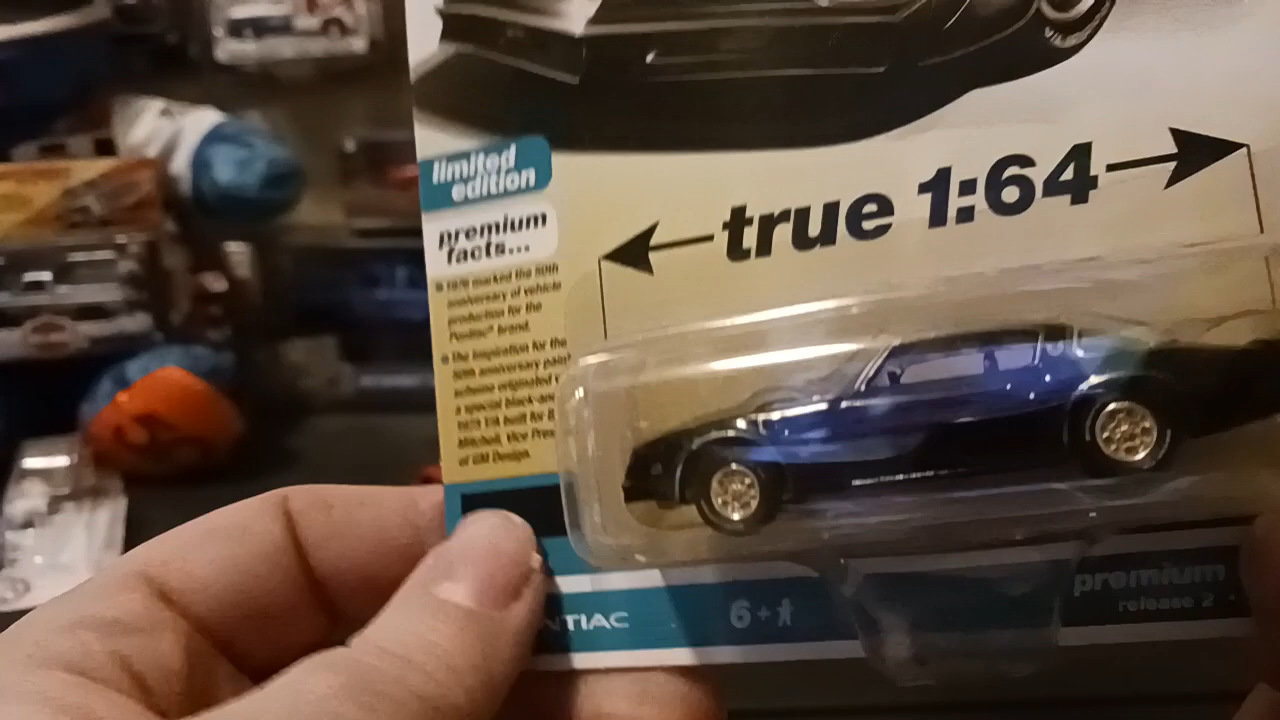 limited
edition
true 1:64
premium
facts...
1976 marked the 50th
anniversary of vehicle
production for the
Pontiac® brand.
The inspiration for the
50th anniversary paint
scheme originated
a special black-and
built for B
Mitchell, Vice Pres
of GM Design.
NTIAC
6+
premium
release 2